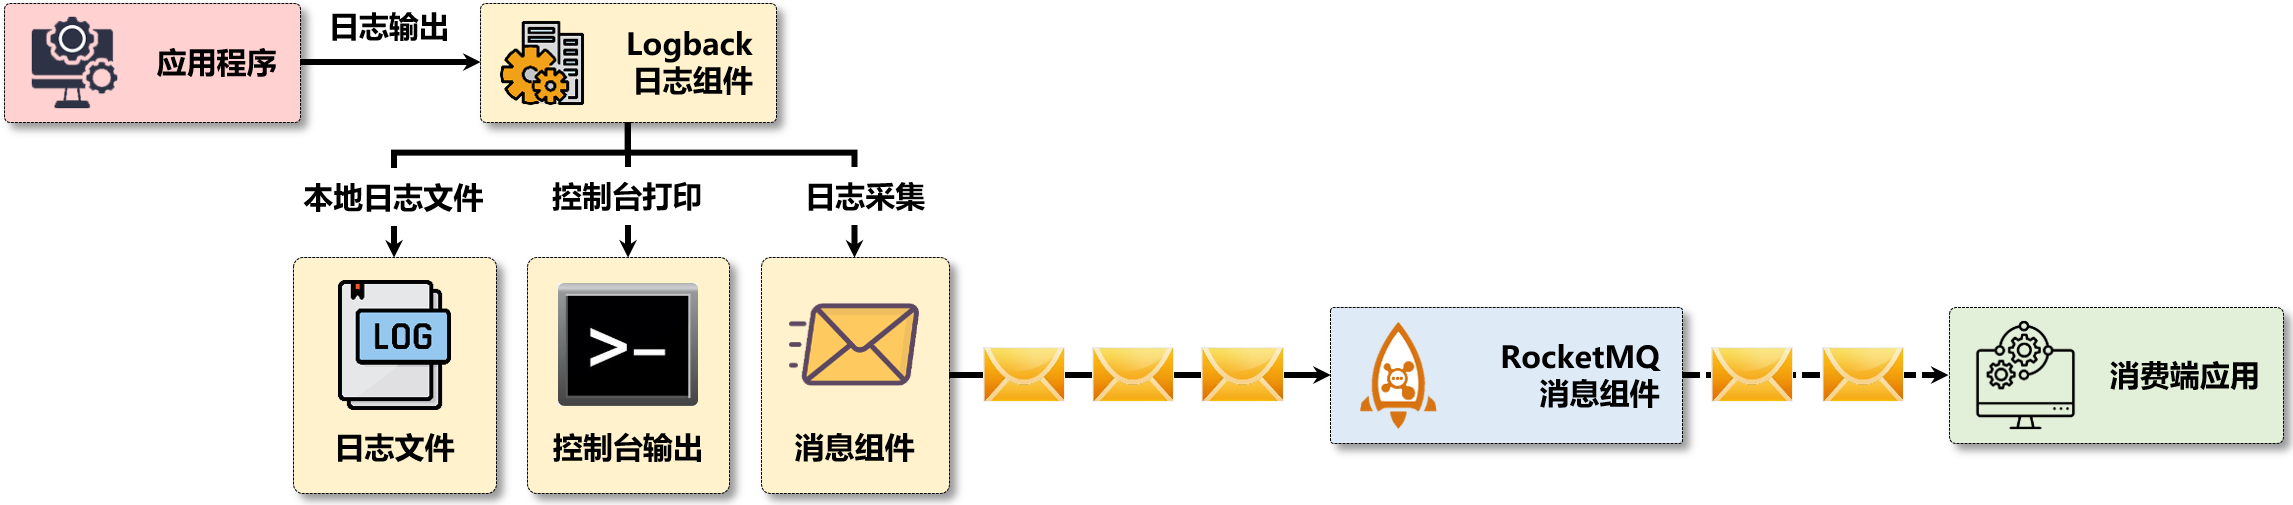 应用程序
日志输出
Logback
日志组件
本地日志文件
控制台打印
日志采集
LOG
日志文件
>_
控制台输出
消息组件
RocketMQ
消息组件
消费端应用